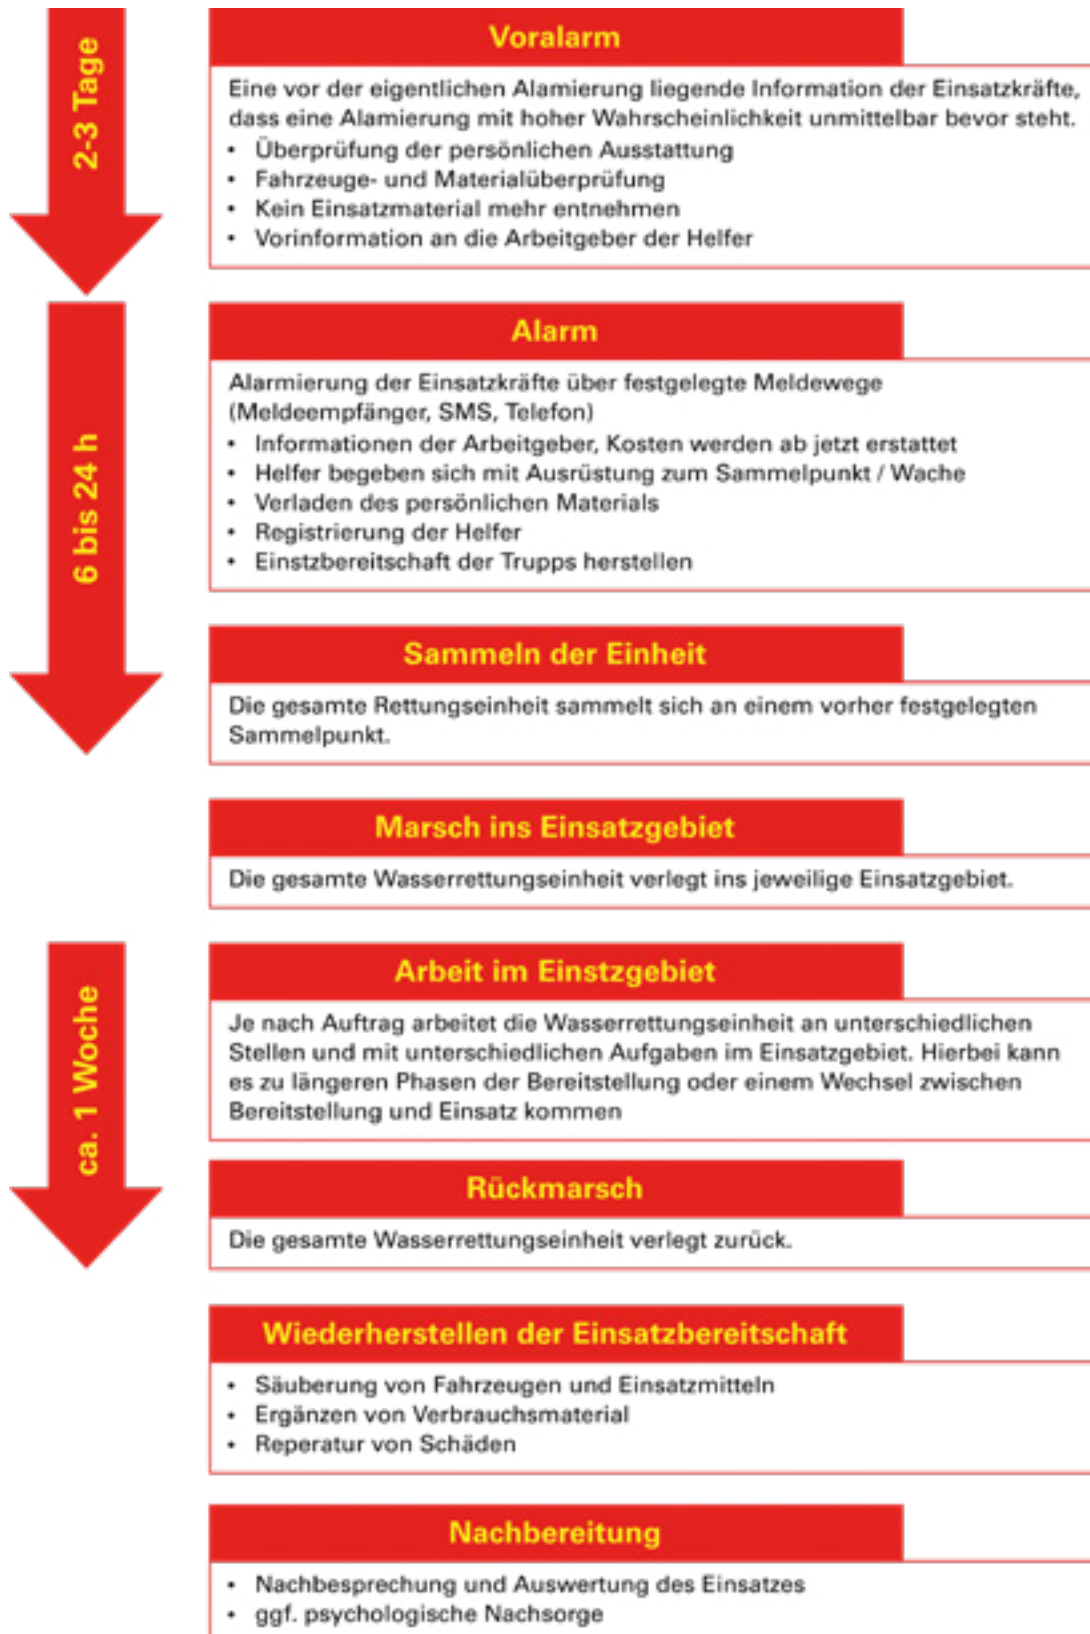 2-3 Tage
Voralarm
Eine vor der eigentlichen Alamierung liegende Information der Einsatzkräfte,
dass eine Alamierung mit hoher Wahrscheinlichkeit unmittelbar bevor steht.
• Überprüfung der persönlichen Ausstattung
• Fahrzeuge- und Materialüberprüfung
• Kein Einsatzmaterial mehr entnehmen
• Vorinformation an die Arbeitgeber der Helfer
6 bis 24 h
Alarm
Alarmierung der Einsatzkräfte über festgelegte Meldewege
(Meldeempfänger, SMS, Telefon)
• Informationen der Arbeitgeber, Kosten werden ab jetzt erstattet
• Helfer begeben sich mit Ausrüstung zum Sammelpunkt / Wache
• Verladen des persönlichen Materials
• Registrierung der Helfer
• Einstzbereitschaft der Trupps herstellen
Sammeln der Einheit
Die gesamte Rettungseinheit sammelt sich an einem vorher festgelegten
Sammelpunkt.
Marsch ins Einsatzgebiet
Die gesamte Wasserrettungseinheit verlegt ins jeweilige Einsatzgebiet.
ca. 1 Woche
Arbeit im Einstzgebiet
Je nach Auftrag arbeitet die Wasserrettungseinheit an unterschiedlichen
Stellen und mit unterschiedlichen Aufgaben im Einsatzgebiet. Hierbei kann
es zu längeren Phasen der Bereitstellung oder einem Wechsel zwischen
Bereitstellung und Einsatz kommen
Rückmarsch
Die gesamte Wasserrettungseinheit verlegt zurück.
Wiederherstellen der Einsatzbereitschaft
• Säuberung von Fahrzeugen und Einsatzmitteln
• Ergänzen von Verbrauchsmaterial
• Reperatur von Schäden
Nachbereitung
• Nachbesprechung und Auswertung des Einsatzes
• ggf. psychologische Nachsorge